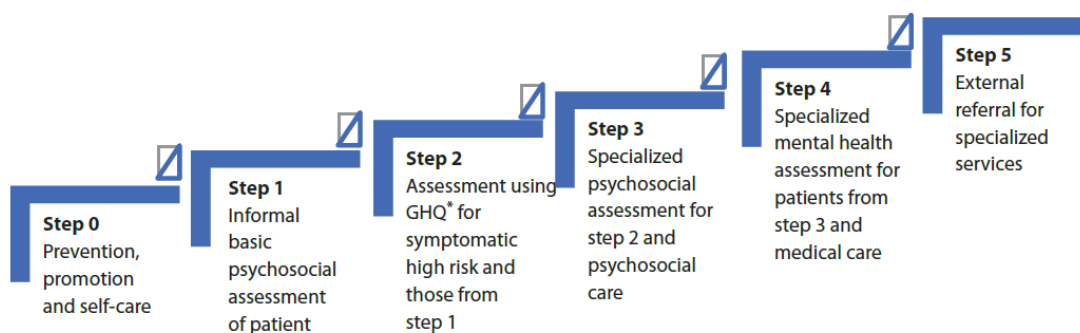 Step 0
Prevention,
promotion
and self-care
Step 1
Informal
basic
psychosocial
assessment
of patient
Step 2
Assessment using
GHQ* for
symptomatic
high risk and
those from
step 1
Step 3
Specialized
psychosocial
assessment for
step 2 and
psychosocial
care
Step 4
Specialized
mental health
assessment for
patients from
step 3 and
medical care
Step 5
External
referral for
specialized
services